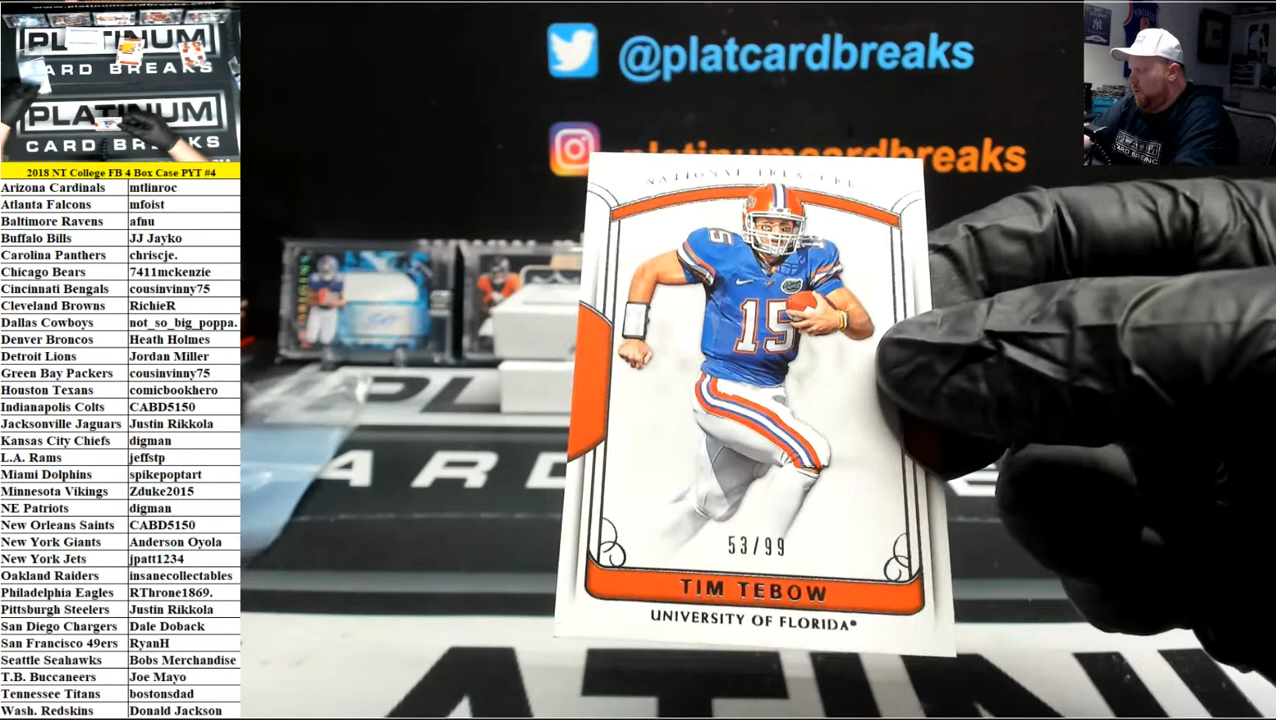 PLATINUM
CARD BREAKS
PLATINUM
CARD BREAKS
2018 NT College FB 4 Box Case PYT #4
Arizona Cardinals mtlinroc
Atlanta Falcons mfoist
Baltimore Ravens afnu
Buffalo Bills JJ Jayko
Carolina Panthers chriscje.
Chicago Bears 7411mckenzie
Cincinnati Bengals cousinvinny75
Cleveland Browns RichieR
Dallas Cowboys not_so_big_poppa.
Denver Broncos Heath Holmes
Detroit Lions Jordan Miller
Green Bay Packers cousinvinny75
Houston Texans comicbookhero
Indianapolis Colts CABD5150
Jacksonville Jaguars Justin Rikkola
Kansas City Chiefs digman
L.A. Rams jeffstp
Miami Dolphins spikepoptart
Minnesota Vikings Zduke2015
NE Patriots digman
New Orleans Saints CABD5150
New York Giants Anderson Oyola
New York Jets jpatt1234
Oakland Raiders insanecollectables
Philadelphia Eagles RThrone1869.
Pittsburgh Steelers Justin Rikkola
San Diego Chargers Dale Doback
San Francisco 49ers RyanH
Seattle Seahawks Bobs Merchandise
T.B. Buccaneers Joe Mayo
Tennessee Titans bostonsdad
Wash. Redskins Donald Jackson
@platcardbreaks
platinumcardbreaks
NATIONAL TREASURES
15
15
53/99
TIM TEBOW
UNIVERSITY OF FLORIDA®
PL
ARD
ATINUM